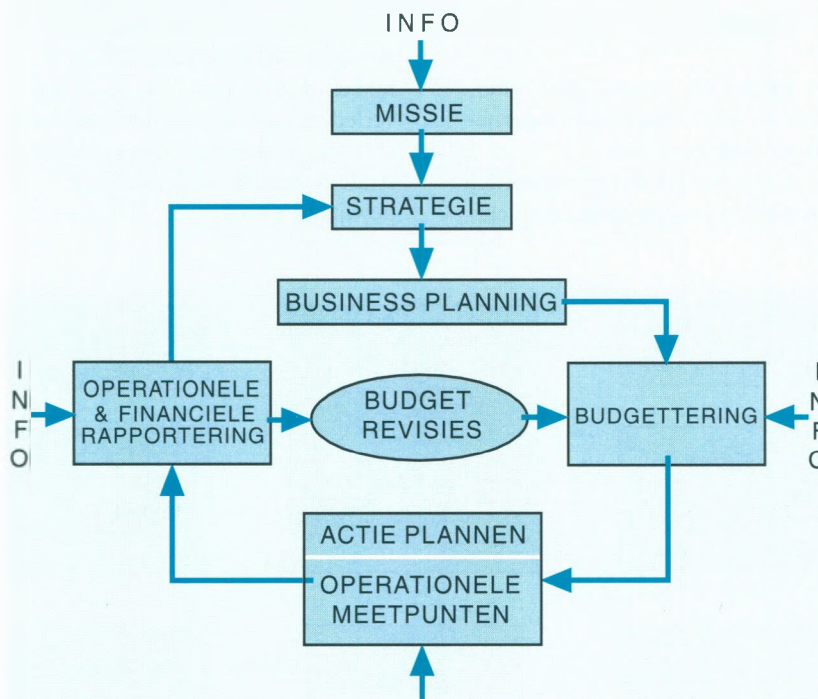 INFO
MISSIE
STRATEGIE
BUSINESS PLANNING
I
N
F
O
OPERATIONELE
& FINANCIELE
RAPPORTERING
BUDGET
REVISIES
BUDGETTERING
ACTIE PLANNEN
OPERATIONELE
MEETPUNTEN